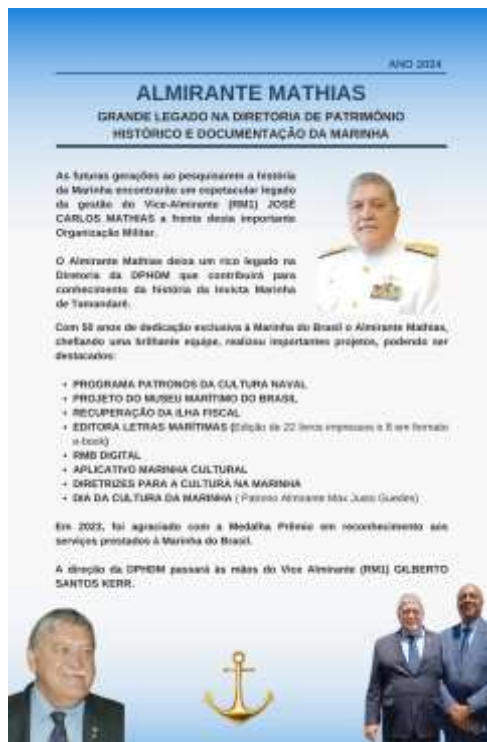 ANO 2024
ALMIRANTE MATHIAS
GRANDE LEGADO NA DIRETORIA DE PATRIMÔNIO
HISTÓRICO E DOCUMENTAÇÃO DA MARINHA
As futuras gerações ao pesquisarem a história
da Marinha encontrarão um espetacular legado
da gestão do Vice-Almirante (RM1) JOSÉ
CARLOS MATHIAS a frente desta importante
Organização Militar.
O Almirante Mathias deixa um rico legado na
Diretoria da DPHDM que contribuirá para
conhecimento da história da Invicta Marinha
de Tamandaré.
Com 50 anos de dedicação exclusiva à Marinha do Brasil o Almirante Mathias,
chefiando uma brilhante equipe, realizou importantes projetos, podendo ser
destacados:
+ PROGRAMA PATRONOS DA CULTURA NAVAL
+ PROJETO DO MUSEU MARÍTIMO DO BRASIL
+ RECUPERAÇÃO DA ILHA FISCAL
+ EDITORA LETRAS MARÍTIMAS (Edição de 22 livros impressos e 8 em formato
e-book)
+ RMB DIGITAL
+ APLICATIVO MARINHA CULTURAL
+ DIRETRIZES PARA A CULTURA NA MARINHA
+ DIA DA CULTURA DA MARINHA ( Patrono Almirante Max Justo Guedes)
Em 2023, foi agraciado com a Medalha Prêmio em reconhecimento aos
serviços prestados à Marinha do Brasil.
A direção da DPHDM passará às mãos do Vice Almirante (RM1) GILBERTO
SANTOS KERR.